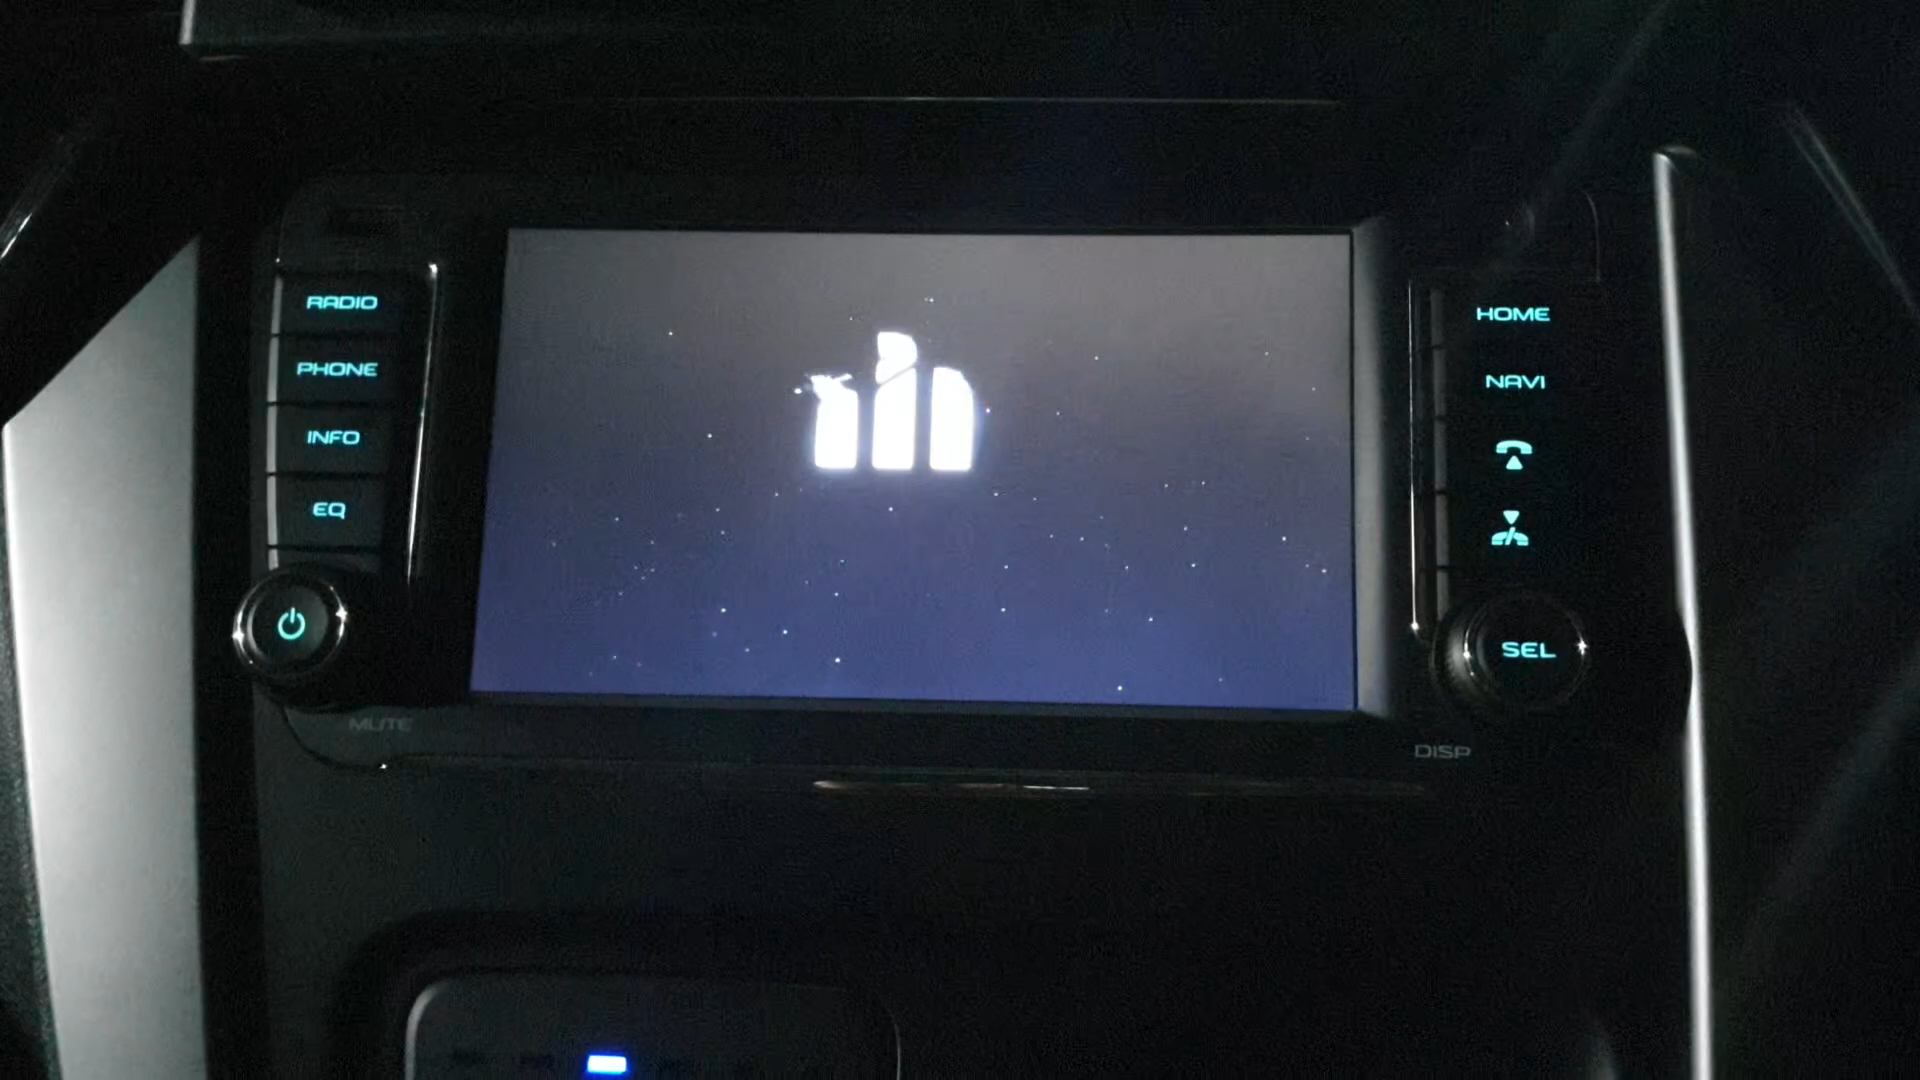 RADIO
PHONE
INFO
EQ
MUTE
HOME
NAVI
SEL
DISP